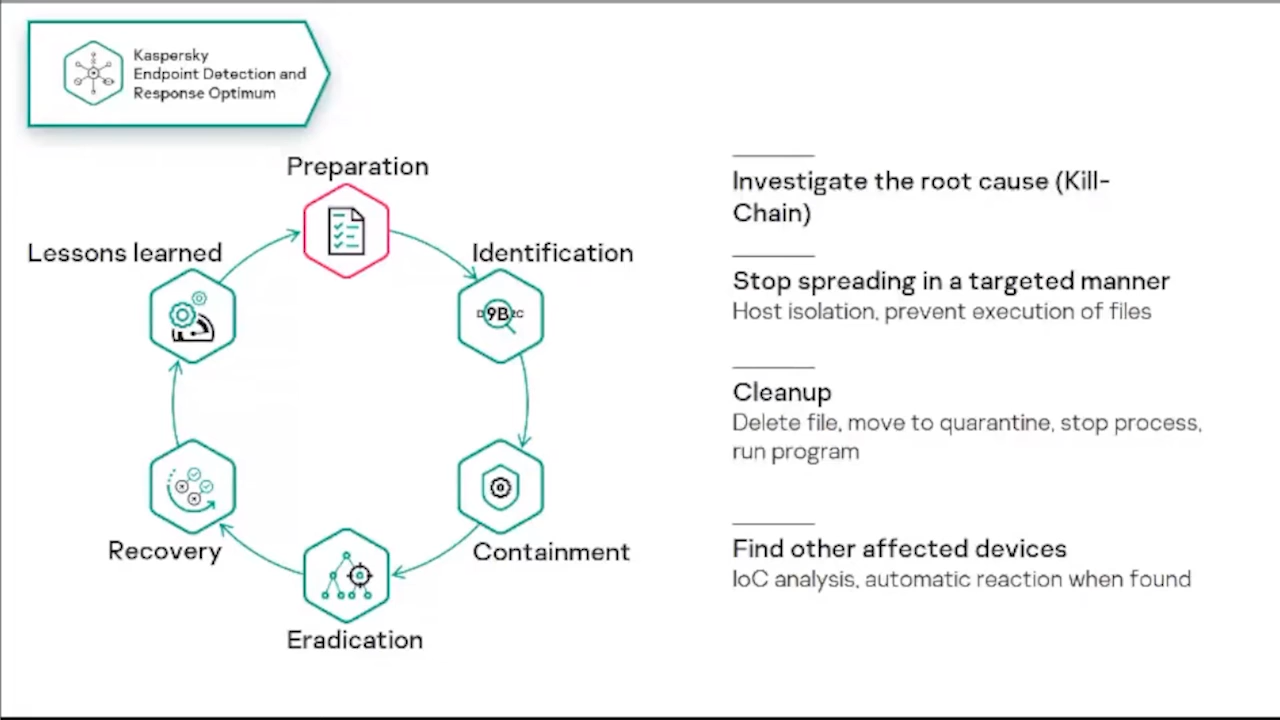 Kaspersky
Endpoint Detection and
Response Optimum
Preparation
Lessons learned
Identification
D 9B 2C
Recovery
Containment
Eradication
Investigate the root cause (Kill-
Chain)
Stop spreading in a targeted manner
Host isolation, prevent execution of files
Cleanup
Delete file, move to quarantine, stop process,
run program
Find other affected devices
IoC analysis, automatic reaction when found